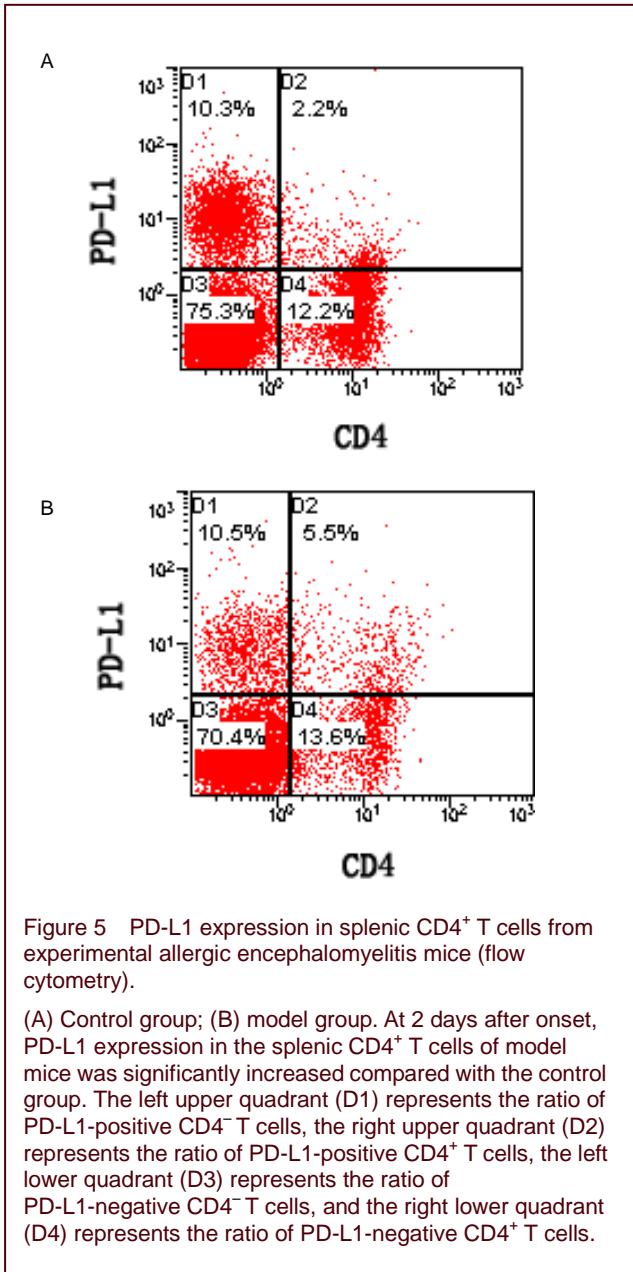 A
D1
D2
10.3%
2.2%
D3
D4
75.3%
12.2%
10³
10²
10¹
10⁰
PD-L1
10⁰
10¹
10²
10³
CD4
B
D1
D2
10.5%
5.5%
D3
D4
70.4%
13.6%
10³
10²
10¹
10⁰
PD-L1
10⁰
10¹
10²
10³
CD4
Figure 5 PD-L1 expression in splenic CD4⁺ T cells from
experimental allergic encephalomyelitis mice (flow
cytometry).
(A) Control group; (B) model group. At 2 days after onset,
PD-L1 expression in the splenic CD4⁺ T cells of model
mice was significantly increased compared with the control
group. The left upper quadrant (D1) represents the ratio of
PD-L1-positive CD4⁻ T cells, the right upper quadrant (D2)
represents the ratio of PD-L1-positive CD4⁺ T cells, the left
lower quadrant (D3) represents the ratio of
PD-L1-negative CD4⁻ T cells, and the right lower quadrant
(D4) represents the ratio of PD-L1-negative CD4⁺ T cells.